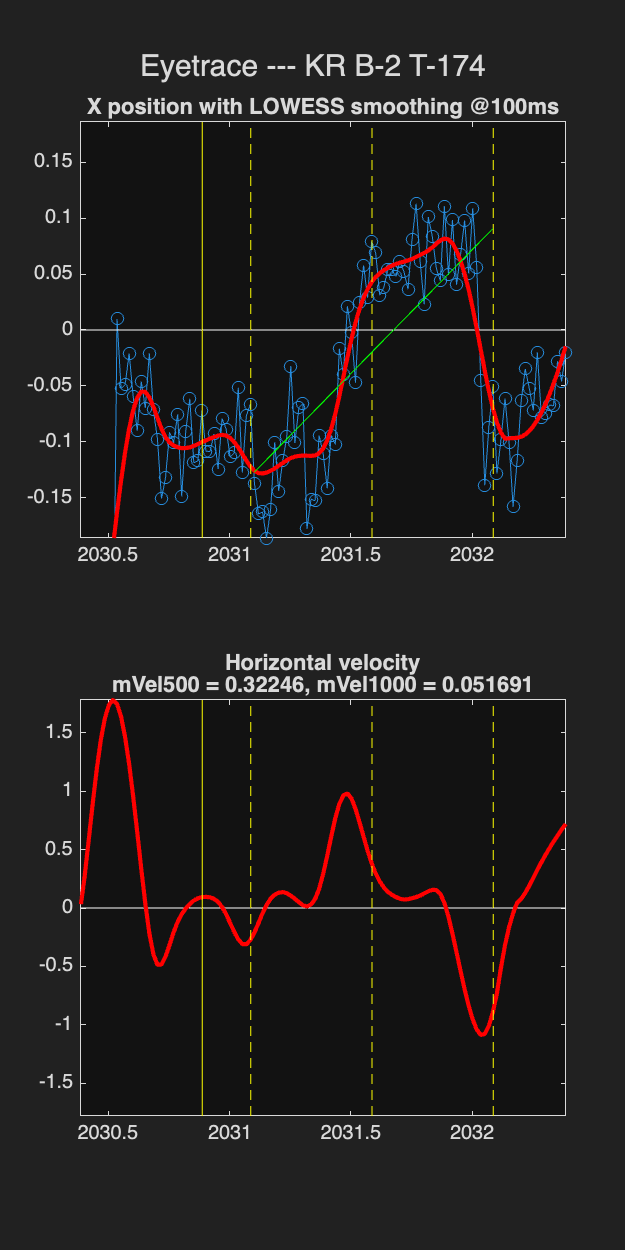 Eyetrace --- KR B-2 T-174
X position with LOWESS smoothing @100ms
0.15
0.1
0.05
0
-0.05
-0.1
-0.15
2030.5 2031 2031.5 2032
Horizontal velocity
mVel500 = 0.32246, mVel1000 = 0.051691
1.5
1
0.5
0
-0.5
-1
-1.5
2030.5 2031 2031.5 2032